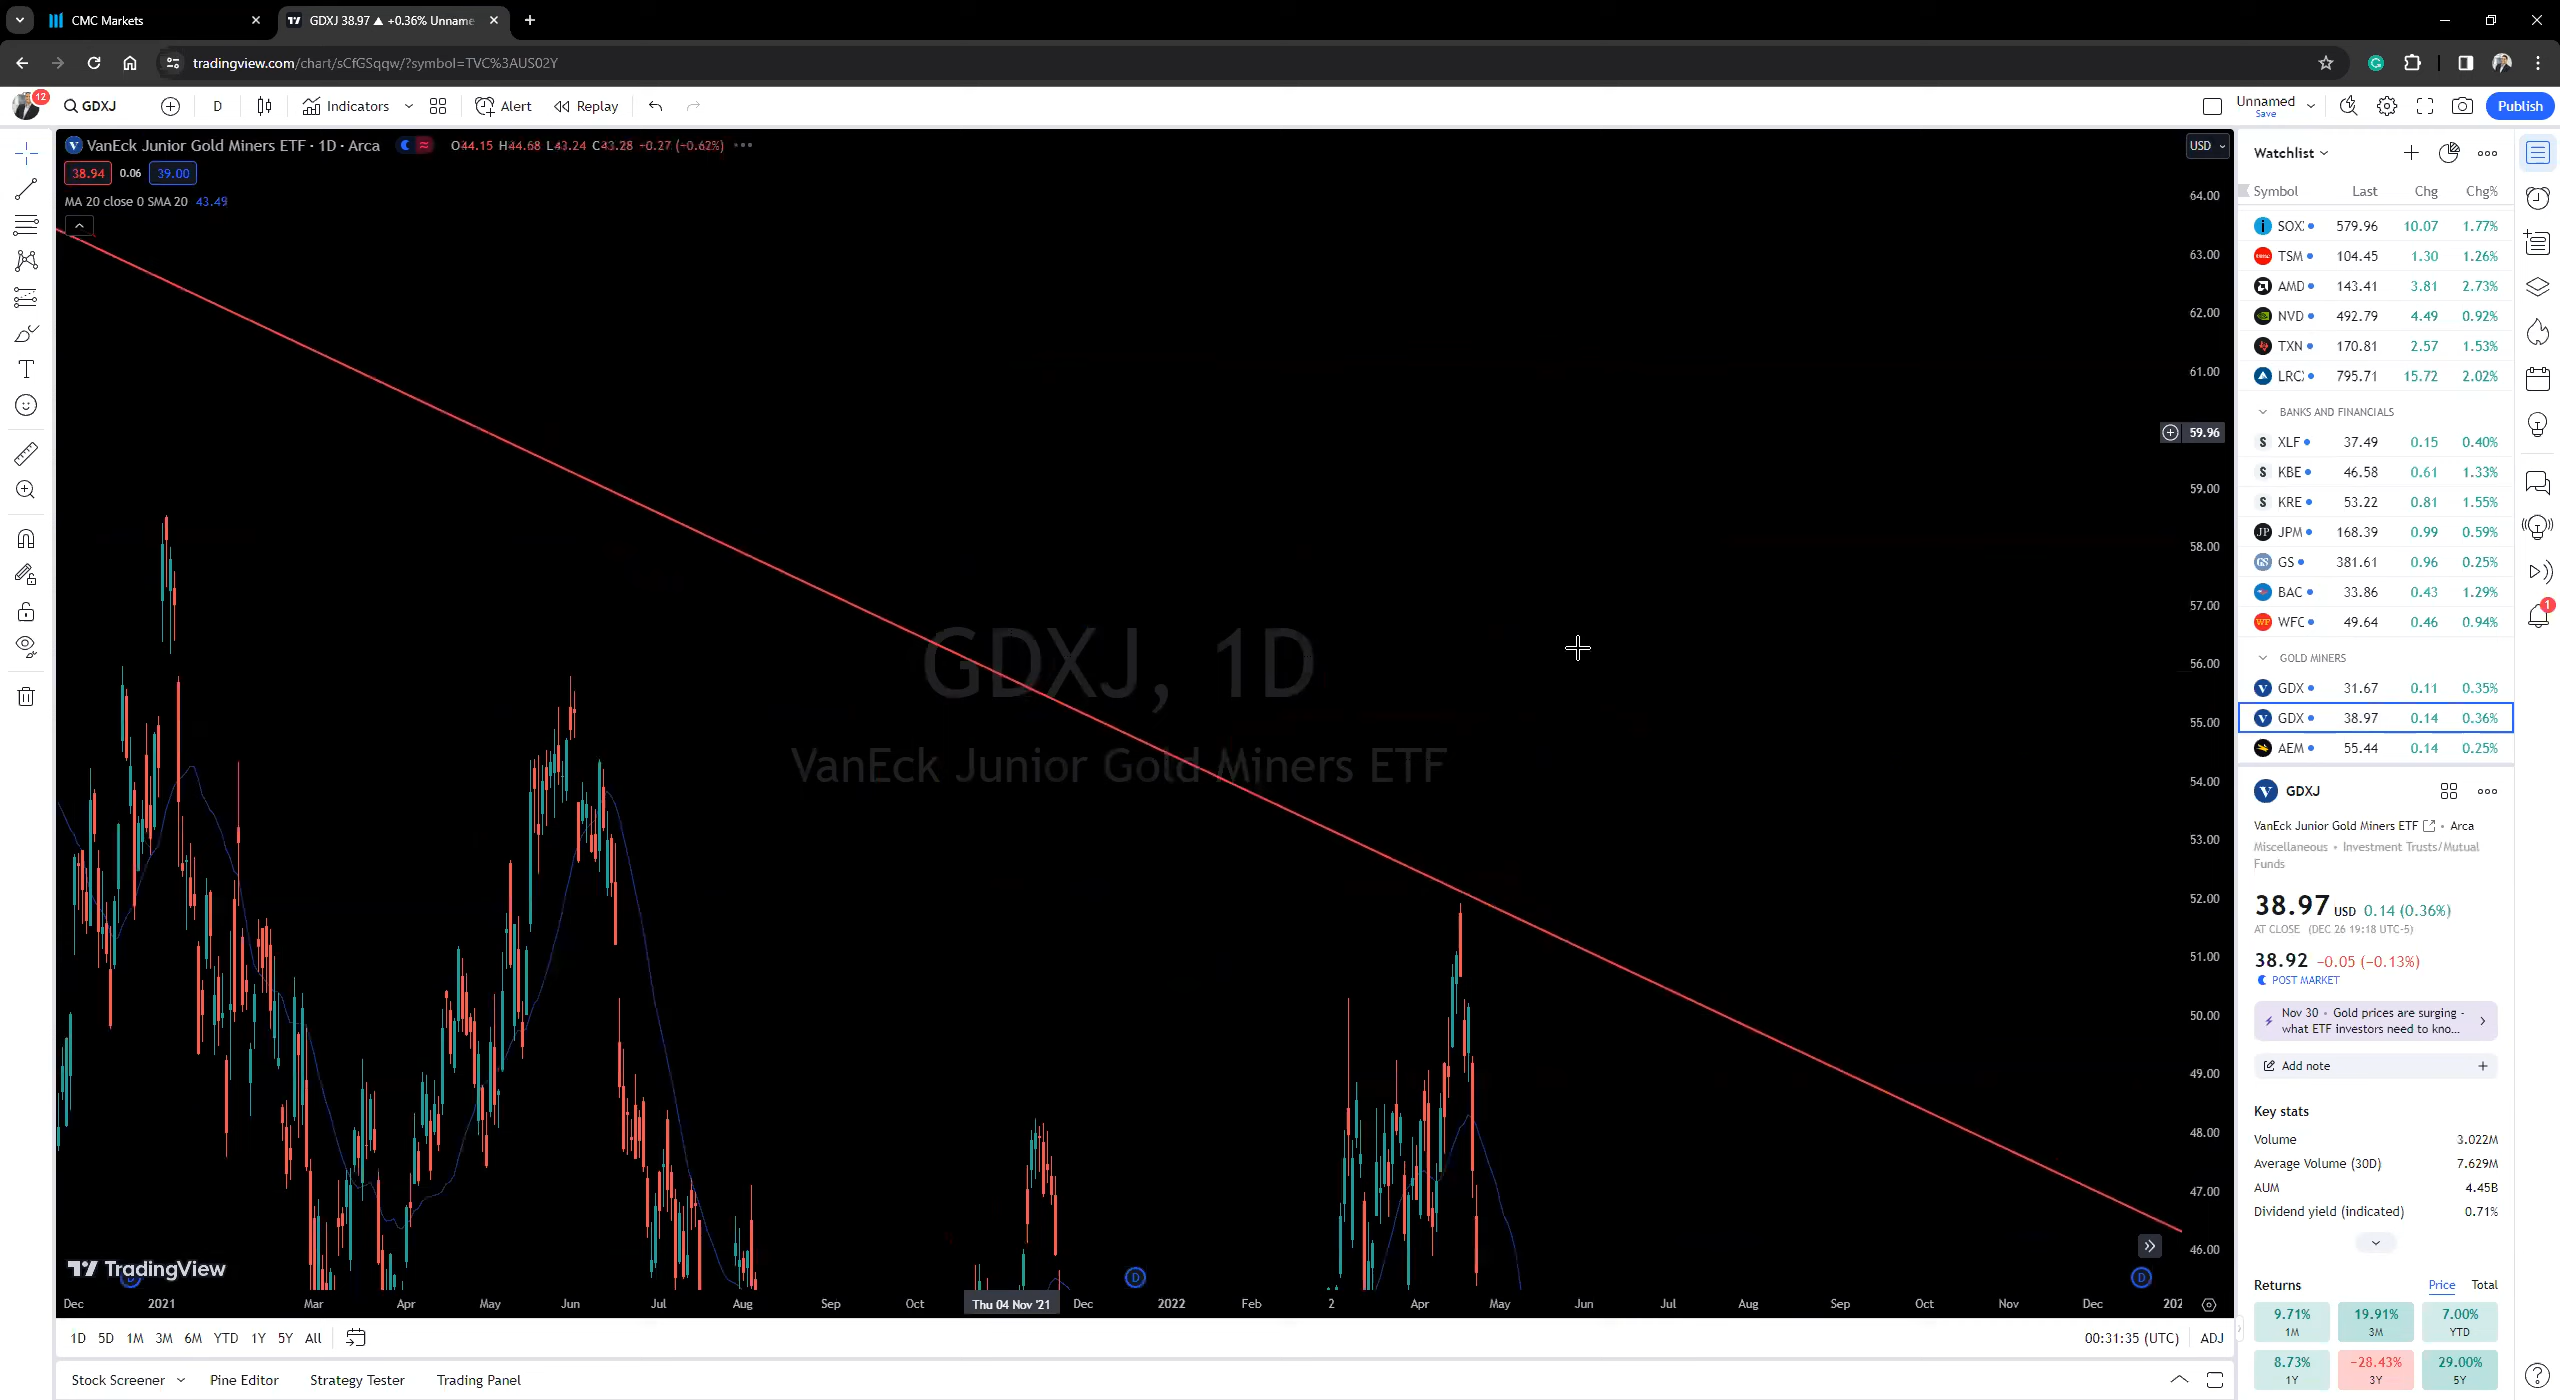 CMC Markets
GDXJ 38.97 ▲ +0.36% Unname
tradingview.com/chart/sCfGSqqw/?symbol=TVC%3AUS02Y
12
GDXJ
D
Indicators
Alert
Replay
Unnamed
Save
Publish
VanEck Junior Gold Miners ETF · 1D · Arca
O44.15 H44.68 L43.24 C43.28 -0.27 (-0.62%)
38.94 0.06 39.00
MA 20 close 0 SMA 20 43.49
GDXJ, 1D
VanEck Junior Gold Miners ETF
USD
64.00
63.00
62.00
61.00
59.96
59.00
58.00
57.00
56.00
55.00
54.00
53.00
52.00
51.00
50.00
49.00
48.00
47.00
46.00
TradingView
D D D
Dec 2021 Mar Apr May Jun Jul Aug Sep Oct Thu 04 Nov '21 Dec 2022 Feb 2 Apr May Jun Jul Aug Sep Oct Nov Dec 202
1D 5D 1M 3M 6M YTD 1Y 5Y All
00:31:35 (UTC) ADJ
Stock Screener Pine Editor Strategy Tester Trading Panel
Watchlist
Symbol Last Chg Chg%
SOX 579.96 10.07 1.77%
TSM 104.45 1.30 1.26%
AMD 143.41 3.81 2.73%
NVD 492.79 4.49 0.92%
TXN 170.81 2.57 1.53%
LRC 795.71 15.72 2.02%
BANKS AND FINANCIALS
XLF 37.49 0.15 0.40%
KBE 46.58 0.61 1.33%
KRE 53.22 0.81 1.55%
JPM 168.39 0.99 0.59%
GS 381.61 0.96 0.25%
BAC 33.86 0.43 1.29%
WFC 49.64 0.46 0.94%
GOLD MINERS
GDX 31.67 0.11 0.35%
GDX 38.97 0.14 0.36%
AEM 55.44 0.14 0.25%
GDXJ
VanEck Junior Gold Miners ETF • Arca
Miscellaneous • Investment Trusts/Mutual
Funds
38.97 USD 0.14 (0.36%)
AT CLOSE (DEC 26 19:18 UTC-5)
38.92 -0.05 (-0.13%)
POST MARKET
Nov 30 • Gold prices are surging -
what ETF investors need to kno...
Add note
Key stats
Volume 3.022M
Average Volume (30D) 7.629M
AUM 4.45B
Dividend yield (indicated) 0.71%
Returns Price Total
9.71% 19.91% 7.00%
1M 3M YTD
8.73% -28.43% 29.00%
1Y 3Y 5Y
1